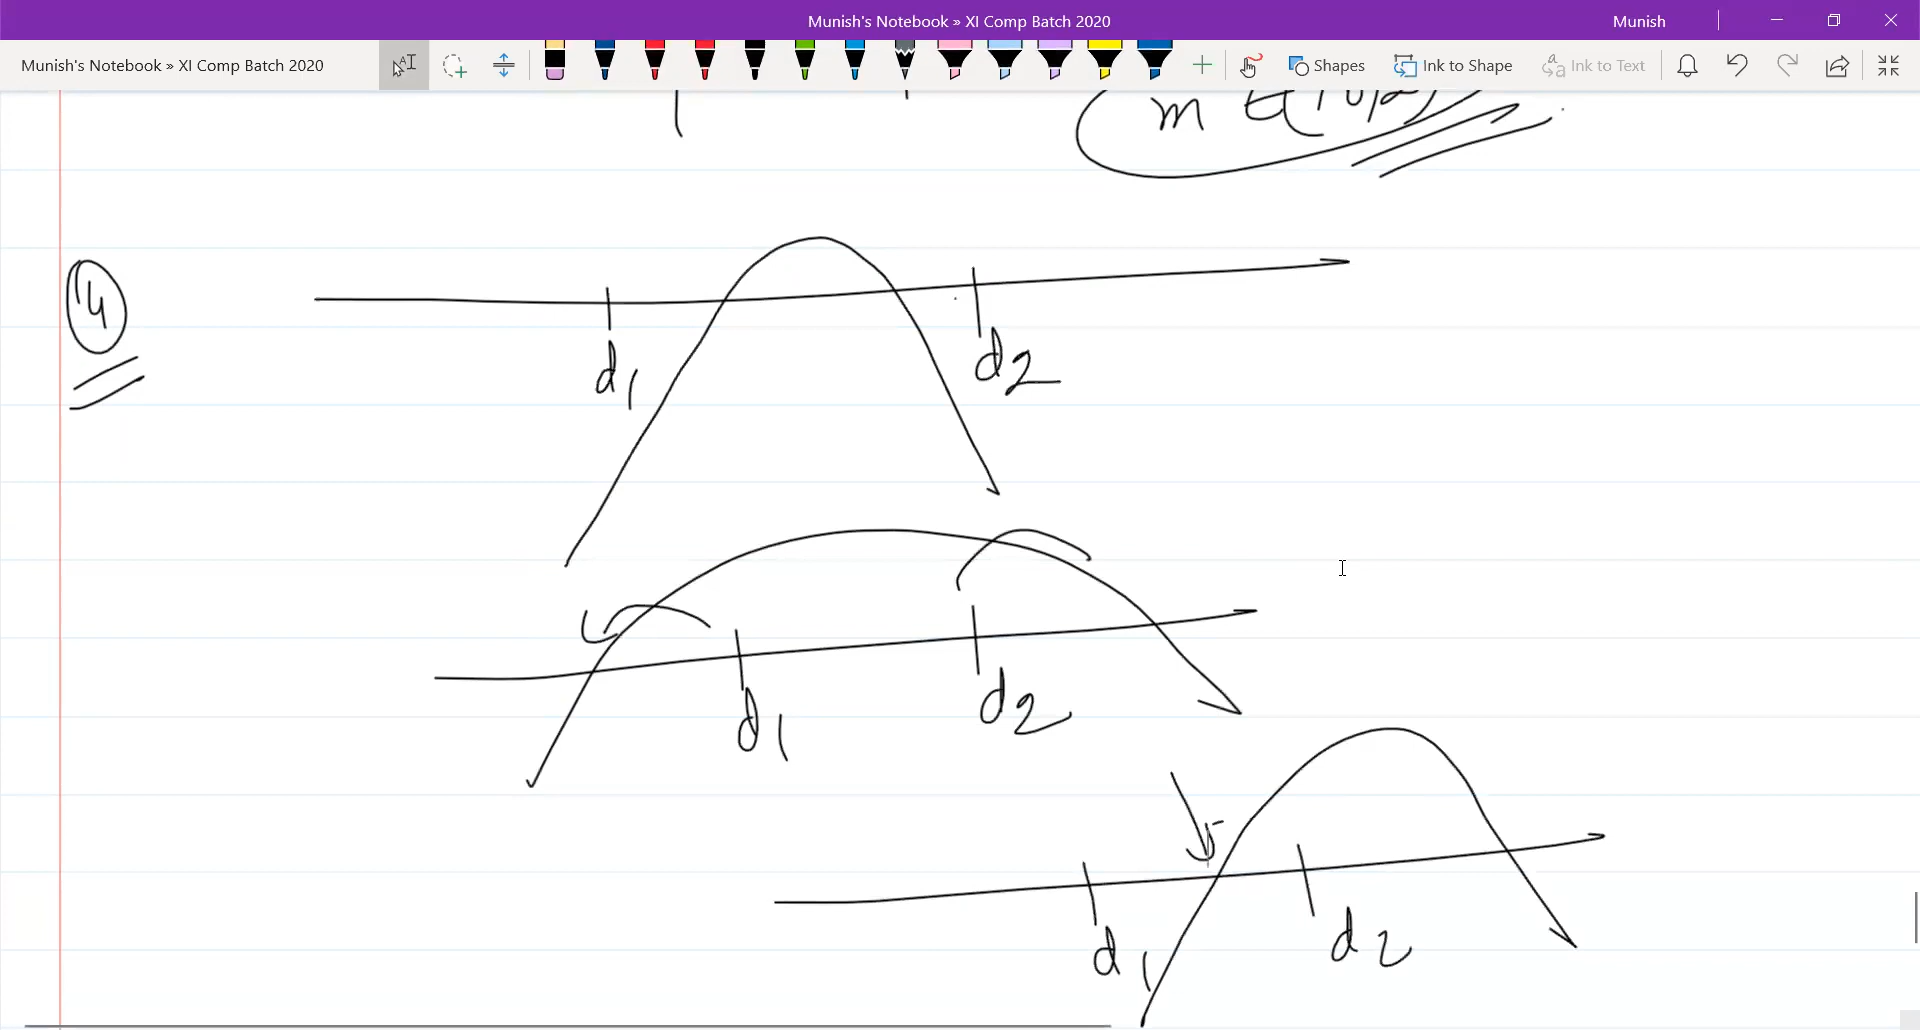 Munish's Notebook » XI Comp Batch 2020
Munish
Munish's Notebook » XI Comp Batch 2020
Shapes
Ink to Shape
Ink to Text
m ∈
4
d1
d2
d1
d2
d1
d2